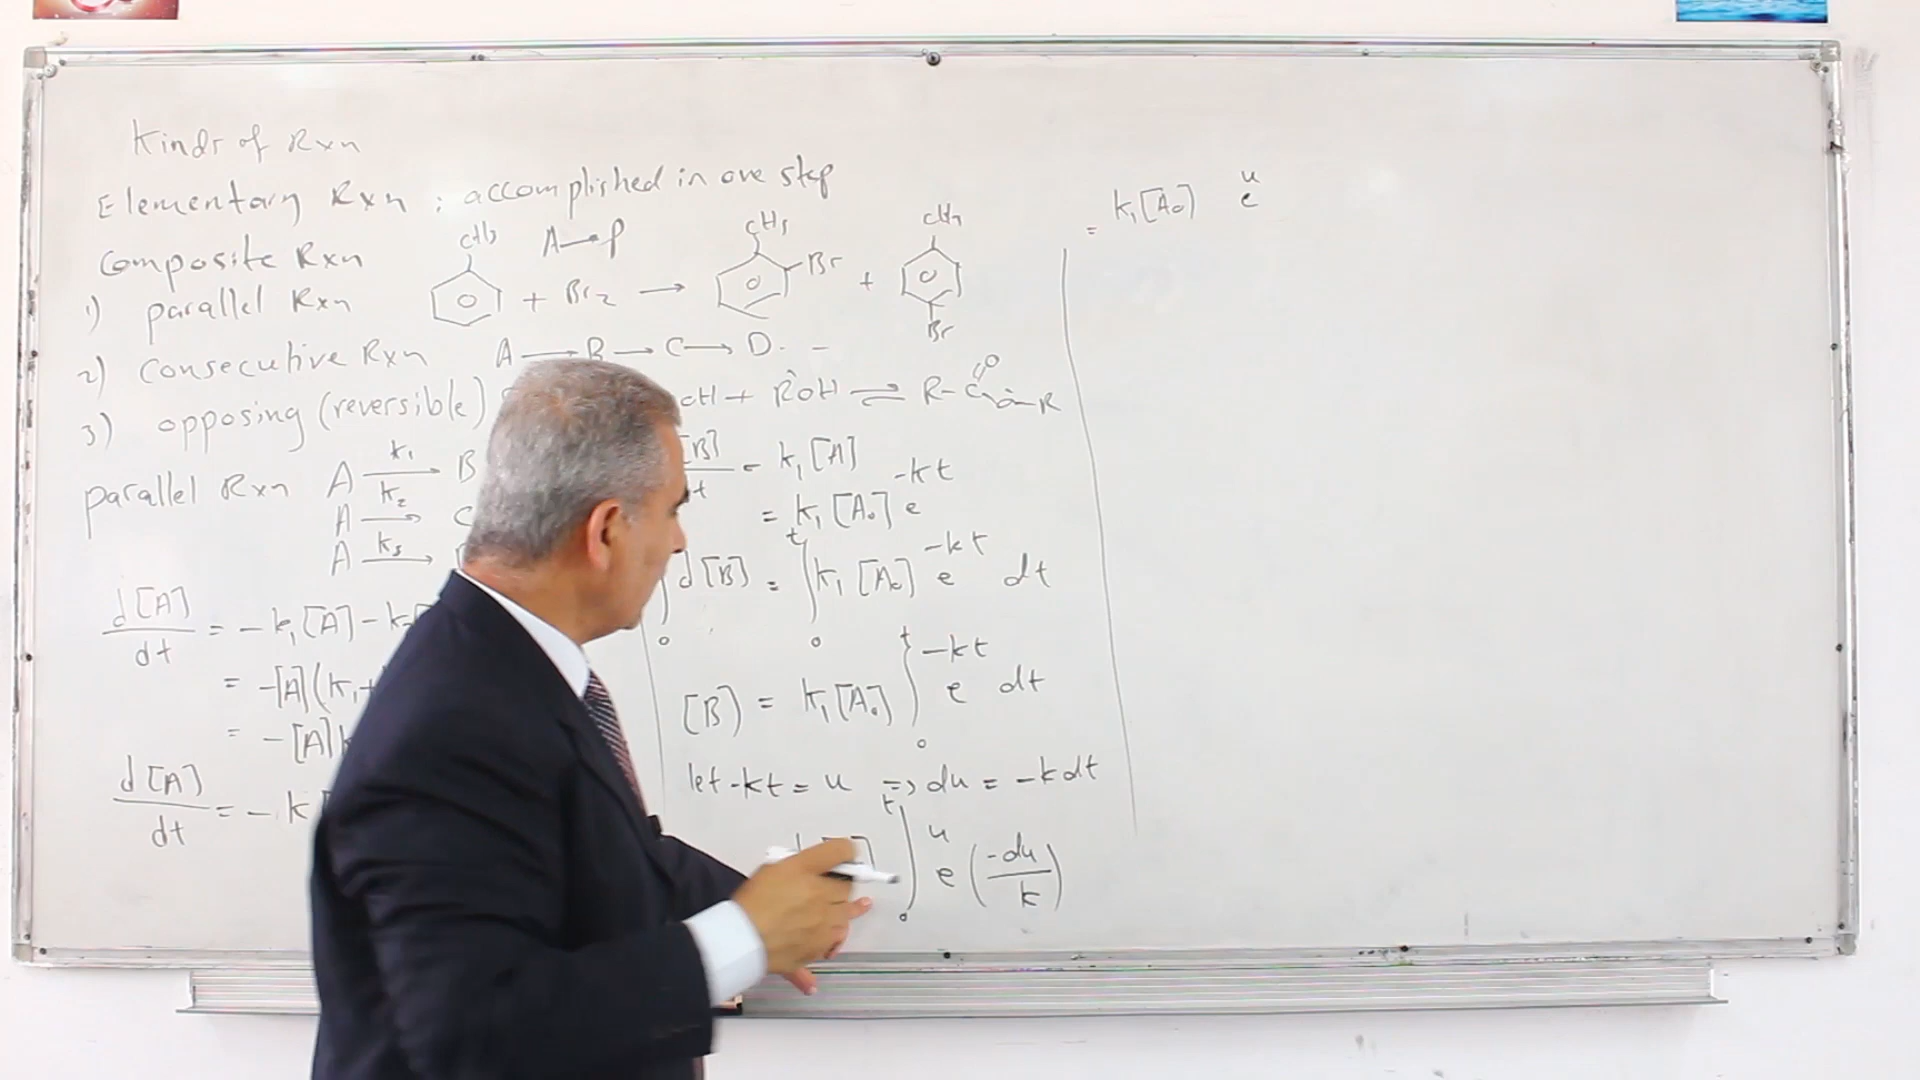 Kinds of Rxn
Elementary Rxn : accomplished in one step
A → P
Composite Rxn
1) parallel Rxn
CH3 + Br2 → CH3 Br + CH3 Br
2) Consecutive Rxn A → B → C → D - -
3) opposing (reversible)
OH + R'OH ⇌ R-C O O-R
parallel Rxn A k1 → B
A k2 → C
A k3 →
d[A]/dt = -k1[A] -k
= -[A](k1+
= -[A]k
d[A]/dt = -k
[B]/t = k1[A]
= k1[A0] e^-kt
∫0 d[B] = ∫0^t k1[A0] e^-kt dt
[B] = k1[A0] ∫0^t e^-kt dt
let -kt = u => du = -kdt
∫0^t e^u (-du/k)
= k1[A0] e^u